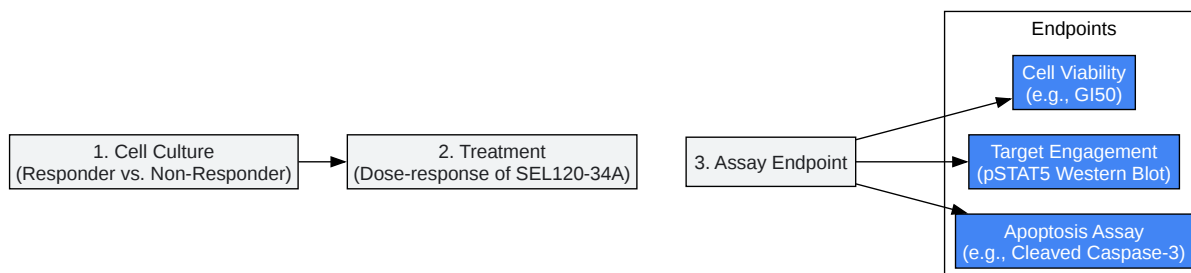 1. Cell Culture
(Responder vs. Non-Responder)
2. Treatment
(Dose-response of SEL120-34A)
3. Assay Endpoint
Endpoints
Cell Viability
(e.g., GI50)
Target Engagement
(pSTAT5 Western Blot)
Apoptosis Assay
(e.g., Cleaved Caspase-3)